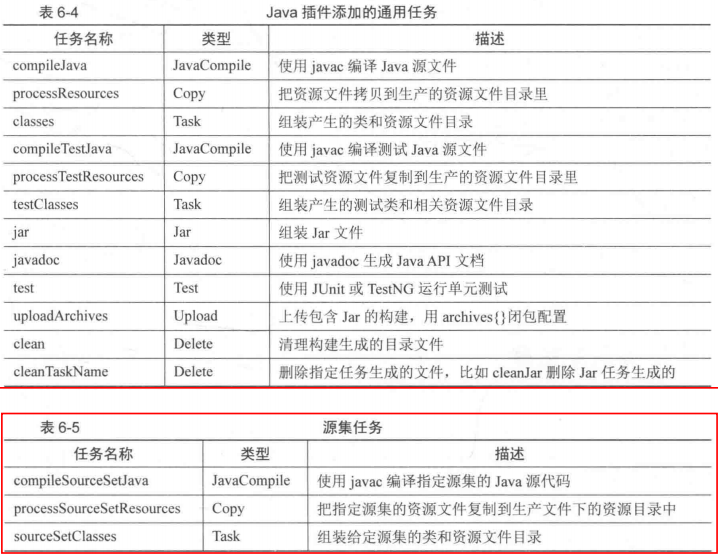 表 6-4 Java 插件添加的通用任务
任务名称 类型 描述
compileJava JavaCompile 使用 javac 编译 Java 源文件
processResources Copy 把资源文件拷贝到生产的资源文件目录里
classes Task 组装产生的类和资源文件目录
compileTestJava JavaCompile 使用 javac 编译测试 Java 源文件
processTestResources Copy 把测试资源文件复制到生产的资源文件目录里
testClasses Task 组装产生的测试类和相关资源文件目录
jar Jar 组装 Jar 文件
javadoc Javadoc 使用 javadoc 生成 Java API 文档
test Test 使用 JUnit 或 TestNG 运行单元测试
uploadArchives Upload 上传包含 Jar 的构建，用 archives{}闭包配置
clean Delete 清理构建生成的目录文件
cleanTaskName Delete 删除指定任务生成的文件，比如 cleanJar 删除 Jar 任务生成的
表 6-5 源集任务
任务名称 类型 描述
compileSourceSetJava JavaCompile 使用 javac 编译指定源集的 Java 源代码
processSourceSetResources Copy 把指定源集的资源文件复制到生产文件下的资源目录中
sourceSetClasses Task 组装给定源集的类和资源文件目录